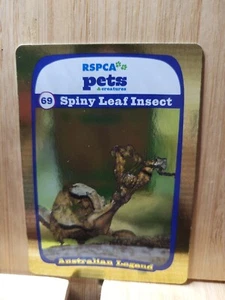 RSPCA
pets
& creatures
69 Spiny Leaf Insect
Australian Legend